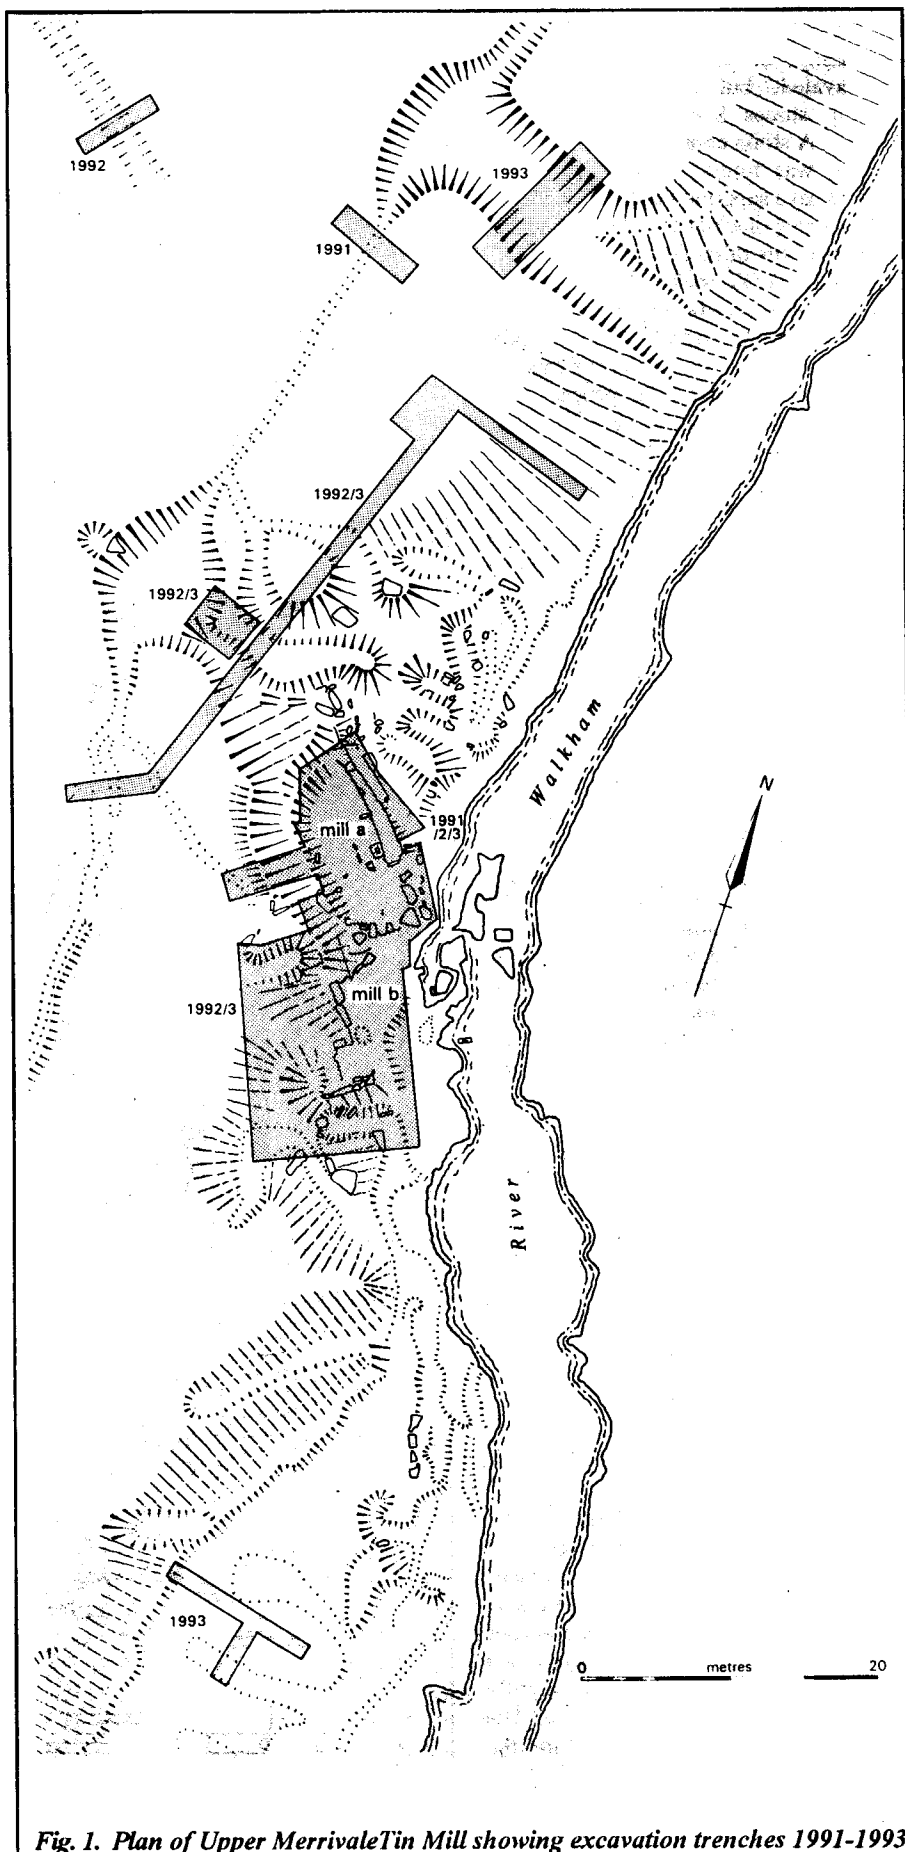 1992
1993
1991
1992/3
1992/3
Walkham
N
1991
/2/3
mill a
mill b
1992/3
River
1993
0 metres 20
Fig. 1. Plan of Upper MerrivaleTin Mill showing excavation trenches 1991-1993